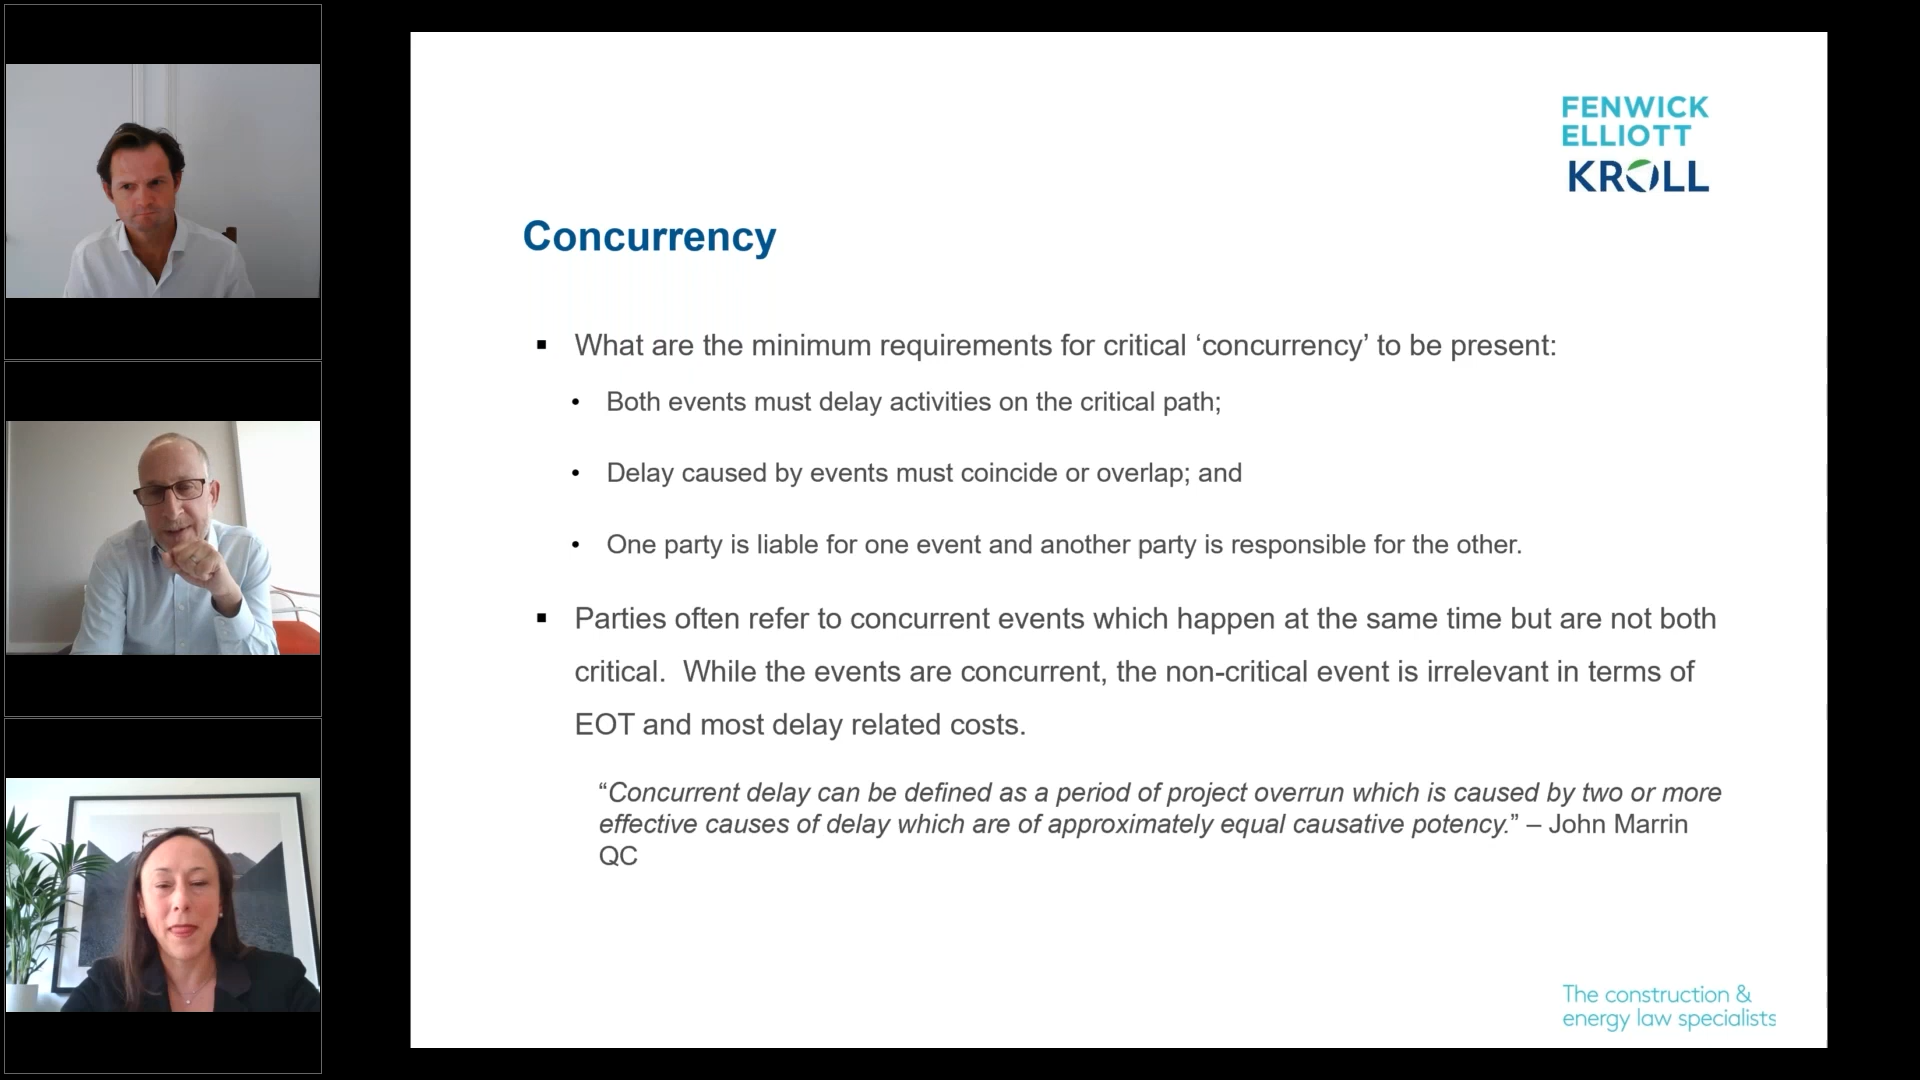 FENWICK
ELLIOTT
KROLL
Concurrency
▪ What are the minimum requirements for critical ‘concurrency’ to be present:
• Both events must delay activities on the critical path;
• Delay caused by events must coincide or overlap; and
• One party is liable for one event and another party is responsible for the other.
▪ Parties often refer to concurrent events which happen at the same time but are not both
critical.  While the events are concurrent, the non-critical event is irrelevant in terms of
EOT and most delay related costs.
“Concurrent delay can be defined as a period of project overrun which is caused by two or more
effective causes of delay which are of approximately equal causative potency.” – John Marrin
QC
The construction &
energy law specialists